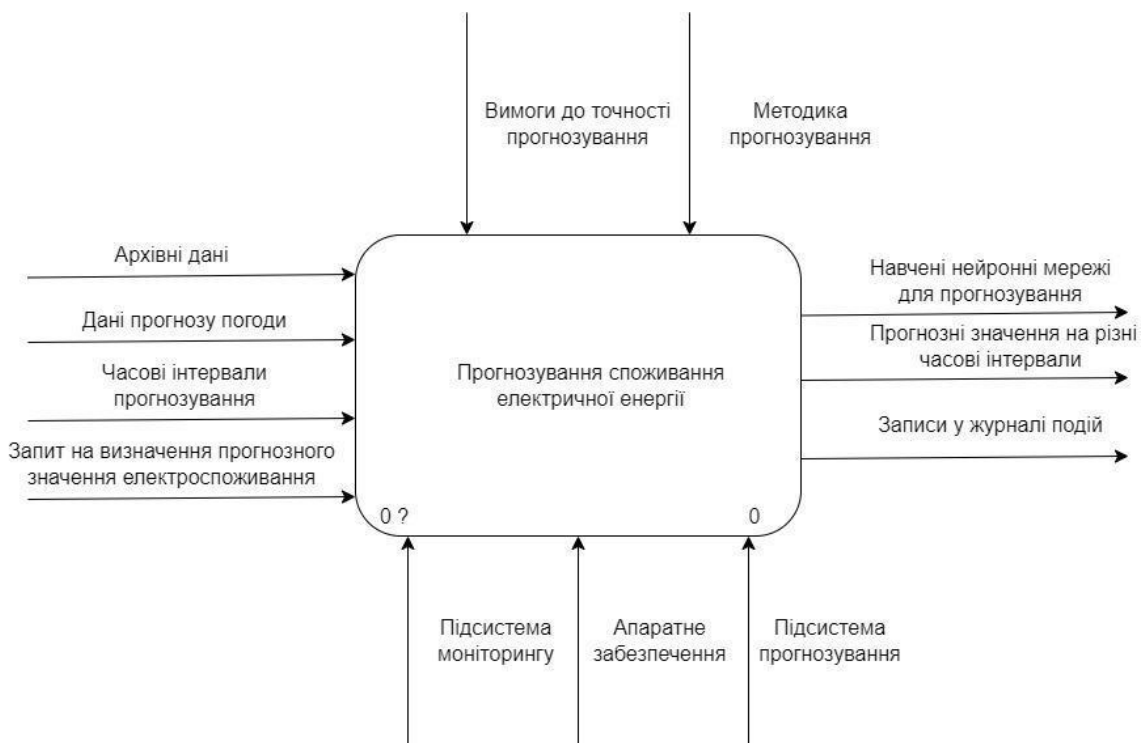 Вимоги до точності
прогнозування
Методика
прогнозування
Архівні дані
Дані прогнозу погоди
Часові інтервали
прогнозування
Запит на визначення прогнозного
значення електроспоживання
Прогнозування споживання
електричної енергії
0 ?
0
Навчені нейронні мережі
для прогнозування
Прогнозні значення на різні
часові інтервали
Записи у журналі подій
Підсистема
моніторингу
Апаратне
забезпечення
Підсистема
прогнозування